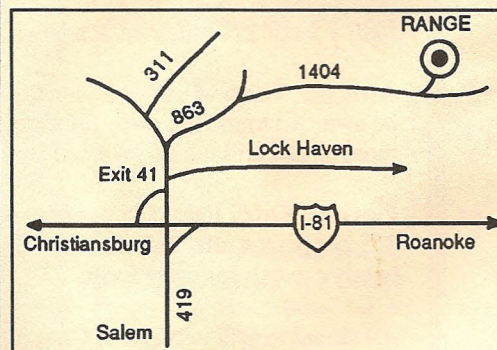 RANGE
311
1404
863
Lock Haven
Exit 41
I-81
Christiansburg
Roanoke
419
Salem